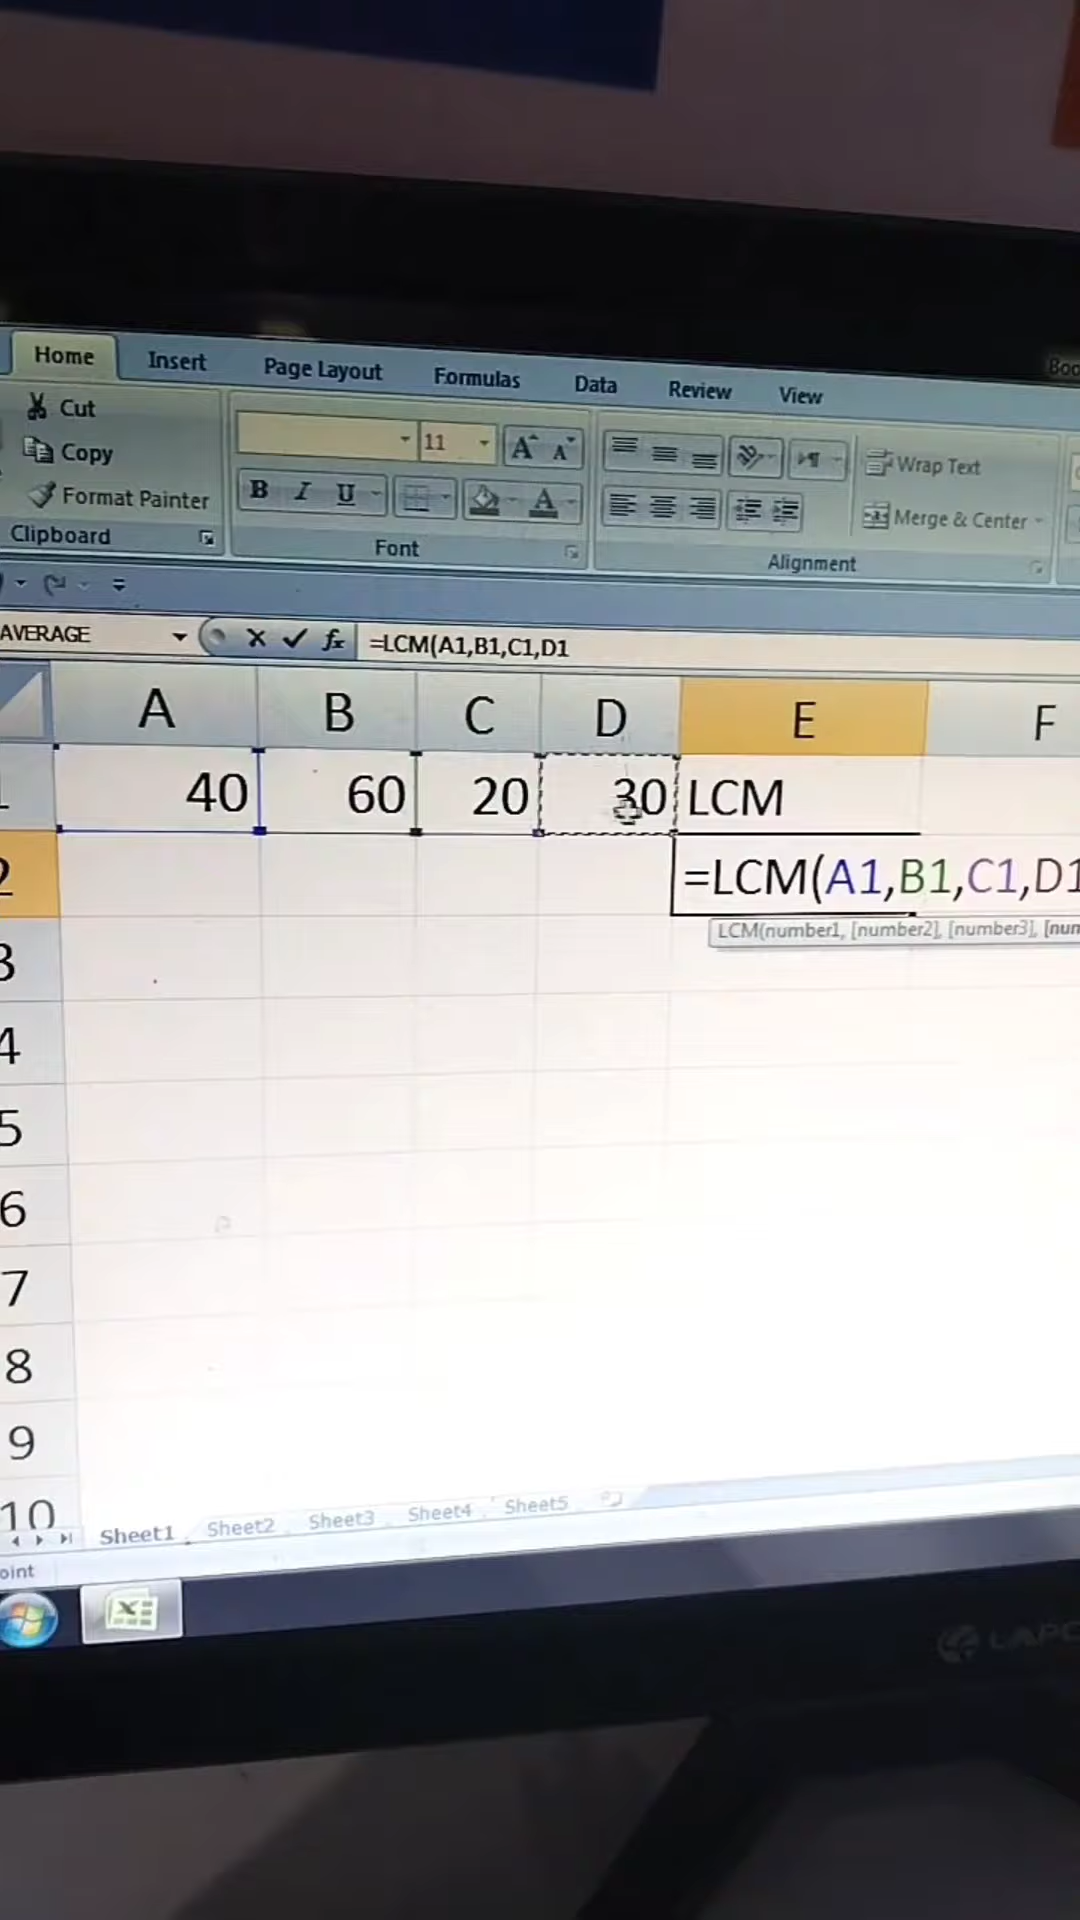 Boo
Home Insert Page Layout Formulas Data Review View
Cut
Copy
Format Painter
Clipboard
11
B I U
Font
Wrap Text
Merge & Center
Alignment
AVERAGE
fx =LCM(A1,B1,C1,D1
A B C D E F
1 40 60 20 30 LCM
2 =LCM(A1,B1,C1,D1
LCM(number1, [number2], [number3], [num
3
4
5
6
7
8
9
10
Sheet1 Sheet2 Sheet3 Sheet4 Sheet5
oint
LAPC